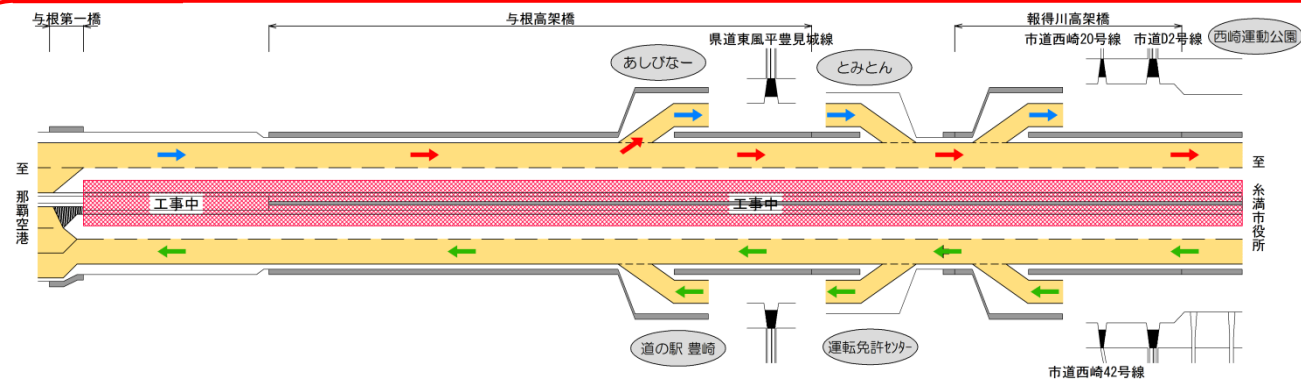 与根第一橋
与根高架橋
報得川高架橋
県道東風平豊見城線
市道西崎20号線
市道D2号線
西崎運動公園
あしびなー
とみとん
至 那覇空港
工事中
工事中
至 糸満市役所
道の駅 豊崎
運転免許センター
市道西崎42号線